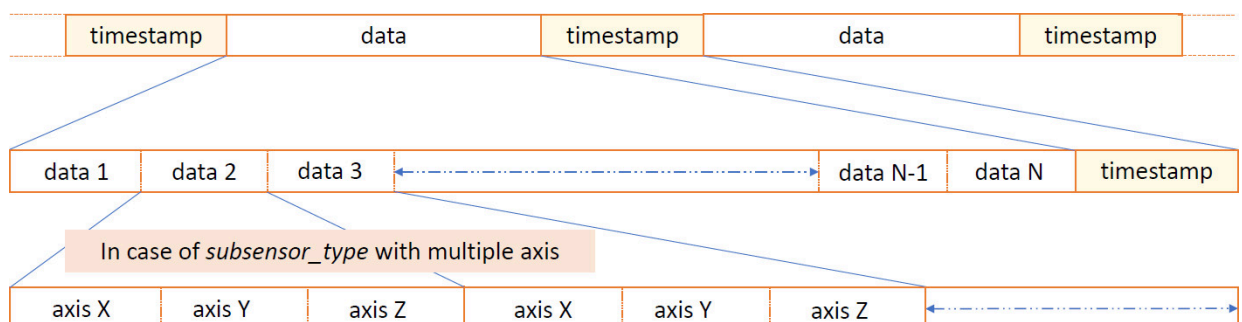 timestamp data timestamp data timestamp
data 1 data 2 data 3 data N-1 data N timestamp
In case of subsensor_type with multiple axis
axis X axis Y axis Z axis X axis Y axis Z